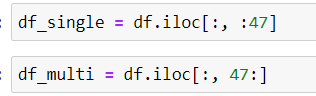 df_single = df.iloc[:, :47]
df_multi = df.iloc[:, 47:]